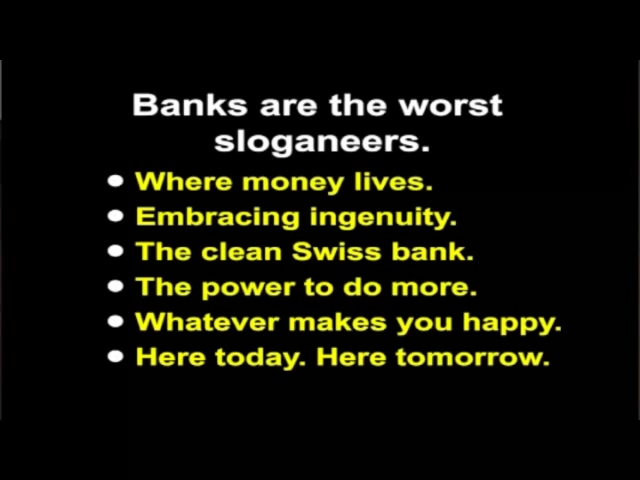 Banks are the worst
sloganeers.
• Where money lives.
• Embracing ingenuity.
• The clean Swiss bank.
• The power to do more.
• Whatever makes you happy.
• Here today. Here tomorrow.